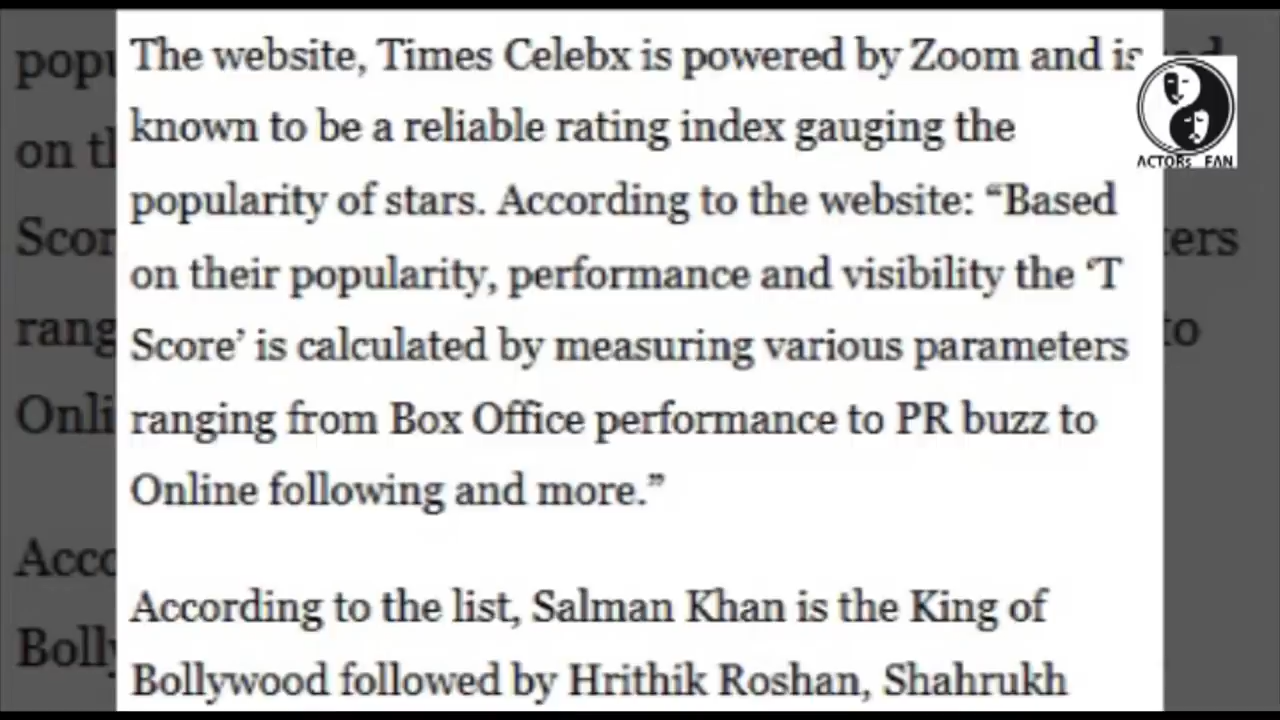 The website, Times Celebx is powered by Zoom and is
known to be a reliable rating index gauging the
popularity of stars. According to the website: “Based
on their popularity, performance and visibility the ‘T
Score’ is calculated by measuring various parameters
ranging from Box Office performance to PR buzz to
Online following and more.”
According to the list, Salman Khan is the King of
Bollywood followed by Hrithik Roshan, Shahrukh
ACTORs FAN